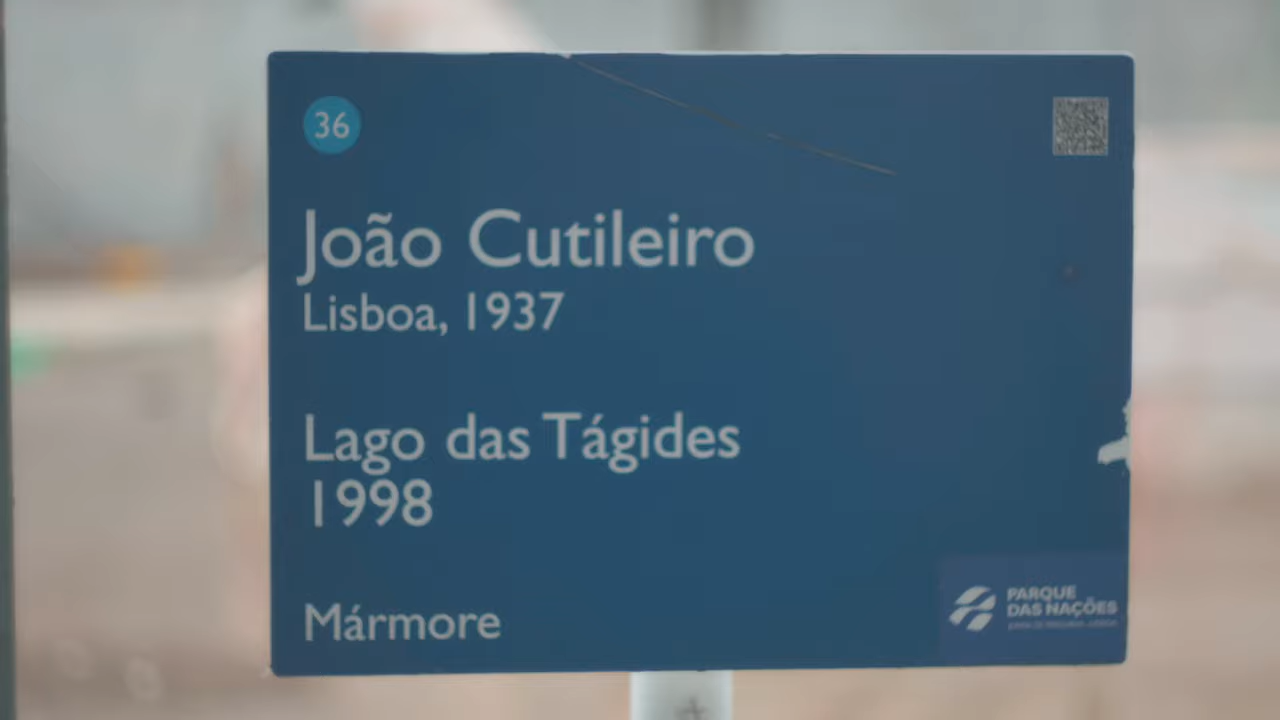 36
João Cutileiro
Lisboa, 1937
Lago das Tágides
1998
Mármore
PARQUE
DAS NAÇÕES